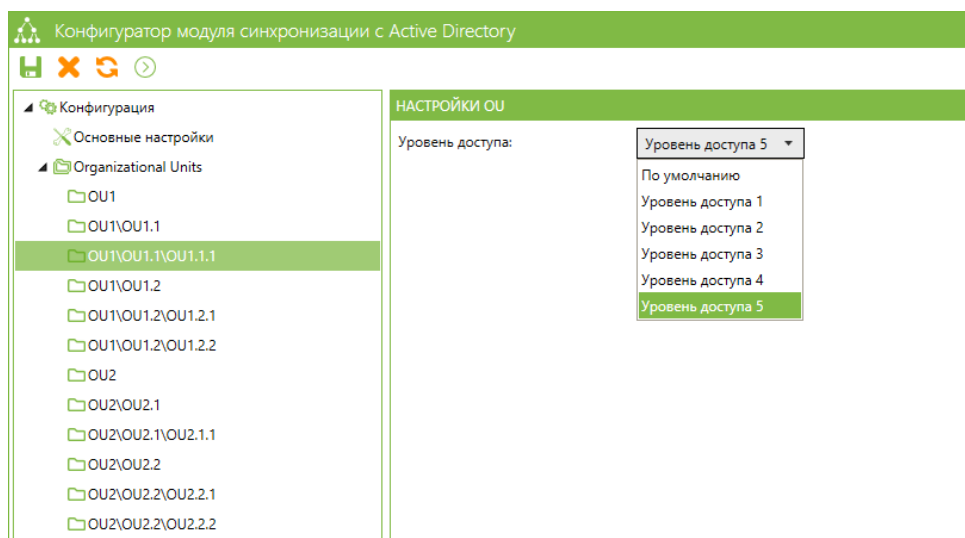 Конфигуратор модуля синхронизации с Active Directory
Конфигурация
Основные настройки
Organizational Units
OU1
OU1\OU1.1
OU1\OU1.1\OU1.1.1
OU1\OU1.2
OU1\OU1.2\OU1.2.1
OU1\OU1.2\OU1.2.2
OU2
OU2\OU2.1
OU2\OU2.1\OU2.1.1
OU2\OU2.2
OU2\OU2.2\OU2.2.1
OU2\OU2.2\OU2.2.2
НАСТРОЙКИ OU
Уровень доступа: Уровень доступа 5
По умолчанию
Уровень доступа 1
Уровень доступа 2
Уровень доступа 3
Уровень доступа 4
Уровень доступа 5